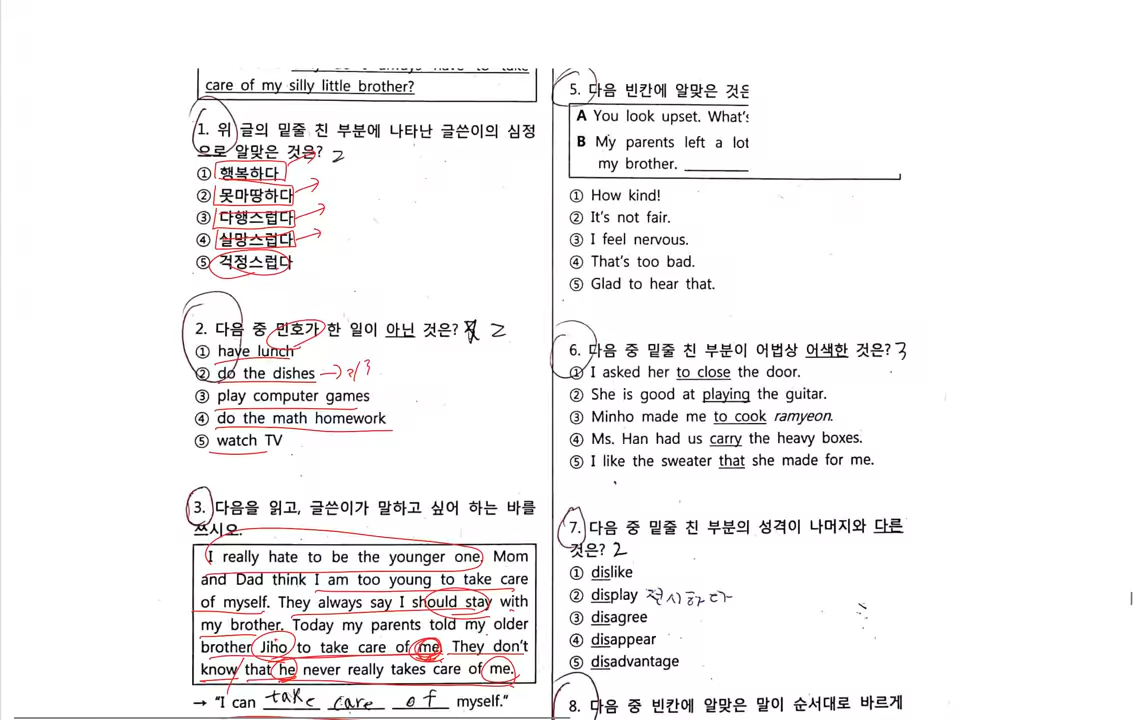 care of my silly little brother?
1. 위 글의 밑줄 친 부분에 나타난 글쓴이의 심정
으로 알맞은 것은? 2
① 행복하다
② 못마땅하다
③ 다행스럽다
④ 실망스럽다
⑤ 걱정스럽다
2. 다음 중 민호가 한 일이 아닌 것은? 2
① have lunch
② do the dishes
③ play computer games
④ do the math homework
⑤ watch TV
3. 다음을 읽고, 글쓴이가 말하고 싶어 하는 바를
쓰시오.
I really hate to be the younger one. Mom
and Dad think I am too young to take care
of myself. They always say I should stay with
my brother. Today my parents told my older
brother Jiho to take care of me. They don't
know that he never really takes care of me.
→ "I can take care of myself."
5. 다음 빈칸에 알맞은 것은
A You look upset. What's
B My parents left a lot
my brother.
① How kind!
② It's not fair.
③ I feel nervous.
④ That's too bad.
⑤ Glad to hear that.
6. 다음 중 밑줄 친 부분이 어법상 어색한 것은? 3
① I asked her to close the door.
② She is good at playing the guitar.
③ Minho made me to cook ramyeon.
④ Ms. Han had us carry the heavy boxes.
⑤ I like the sweater that she made for me.
7. 다음 중 밑줄 친 부분의 성격이 나머지와 다른
것은? 2
① dislike
② display 전시하다
③ disagree
④ disappear
⑤ disadvantage
8. 다음 중 빈칸에 알맞은 말이 순서대로 바르게